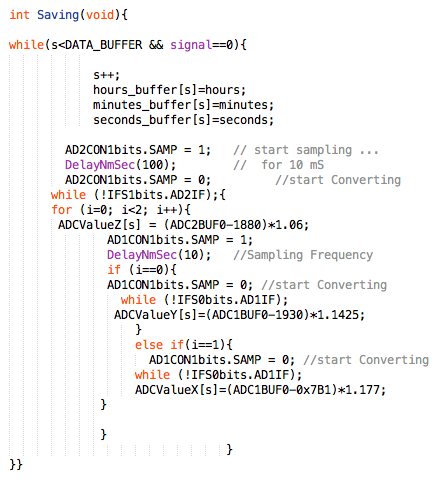 int Saving(void){
while(s<DATA_BUFFER && signal==0){
s++;
hours_buffer[s]=hours;
minutes_buffer[s]=minutes;
seconds_buffer[s]=seconds;
AD2CON1bits.SAMP = 1;   // start sampling ...
DelayNmSec(100);        //  for 10 mS
AD2CON1bits.SAMP = 0;         //start Converting
while (!IFS1bits.AD2IF);{
for (i=0; i<2; i++){
ADCValueZ[s] = (ADC2BUF0-1880)*1.06;
AD1CON1bits.SAMP = 1;
DelayNmSec(10);   //Sampling Frequency
if (i==0){
AD1CON1bits.SAMP = 0; //start Converting
while (!IFS0bits.AD1IF);
ADCValueY[s]=(ADC1BUF0-1930)*1.1425;
}
else if(i==1){
AD1CON1bits.SAMP = 0; //start Converting
while (!IFS0bits.AD1IF);
ADCValueX[s]=(ADC1BUF0-0x7B1)*1.177;
}
}
}
}}